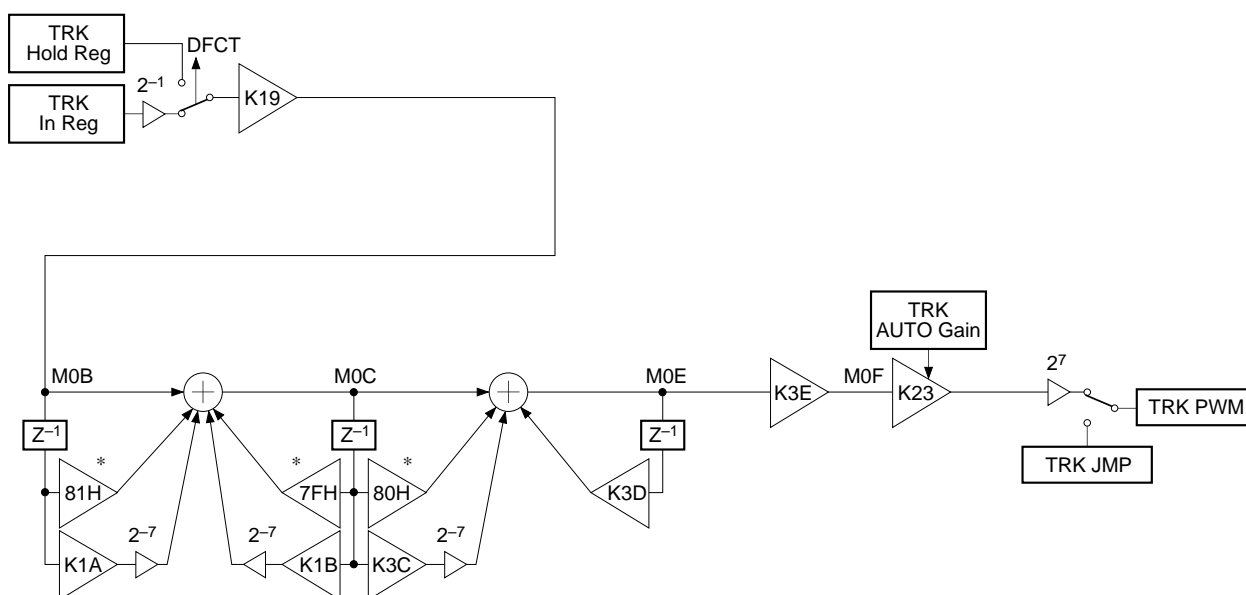 TRK
Hold Reg
DFCT
2–1
K19
TRK
In Reg
TRK
AUTO Gain
M0B
M0C
M0E
K3E
M0F
K23
27
TRK PWM
Z–1
Z–1
Z–1
TRK JMP
*
*
*
81H
7FH
80H
K3D
2–7
2–7
2–7
K1A
K1B
K3C